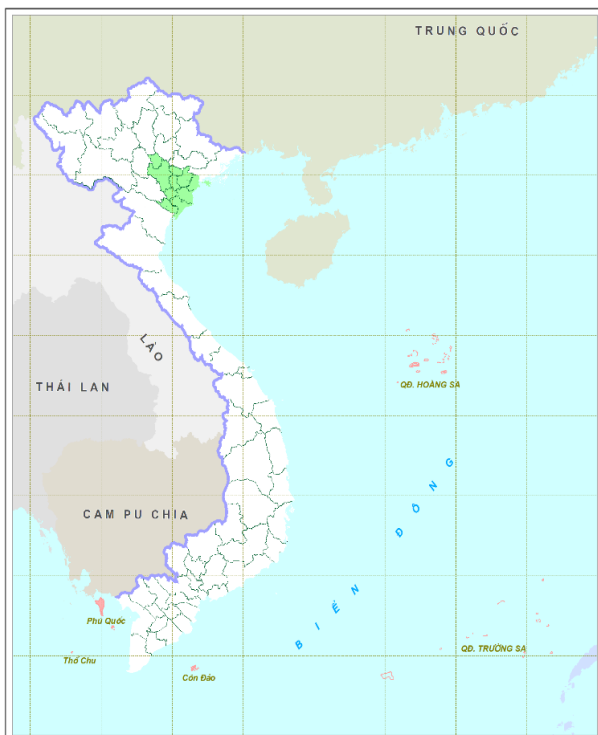 TRUNG QUỐC
LÀO
QĐ. HOÀNG SA
THÁI LAN
BIỂN ĐÔNG
CAM PU CHIA
Phú Quốc
QĐ. TRƯỜNG SA
Thổ Chu
Côn Đảo